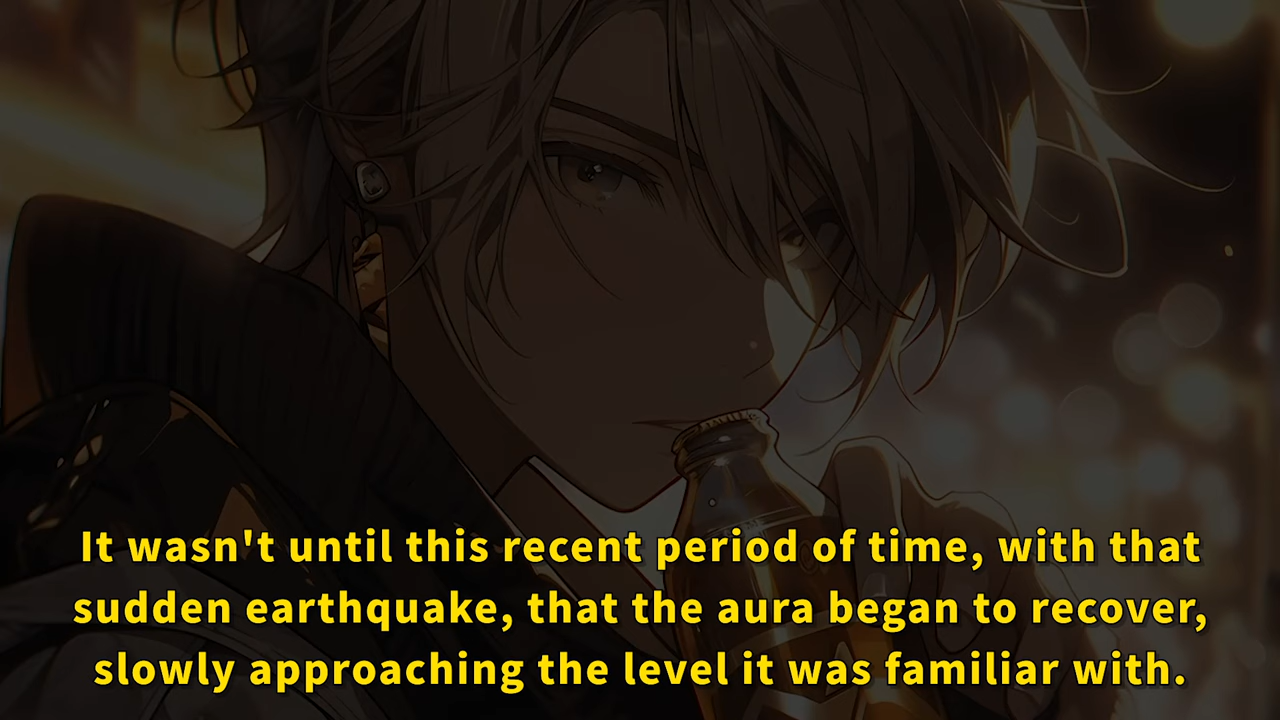 It wasn't until this recent period of time, with that
sudden earthquake, that the aura began to recover,
slowly approaching the level it was familiar with.